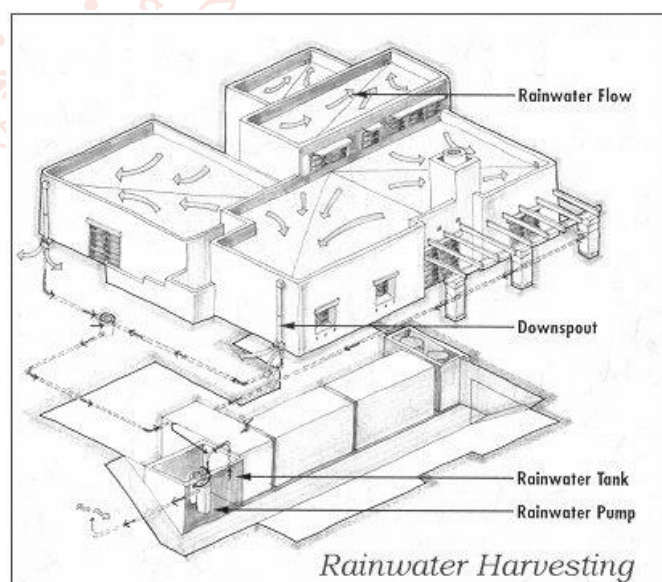 Rainwater Flow
Downspout
Rainwater Tank
Rainwater Pump
Rainwater Harvesting